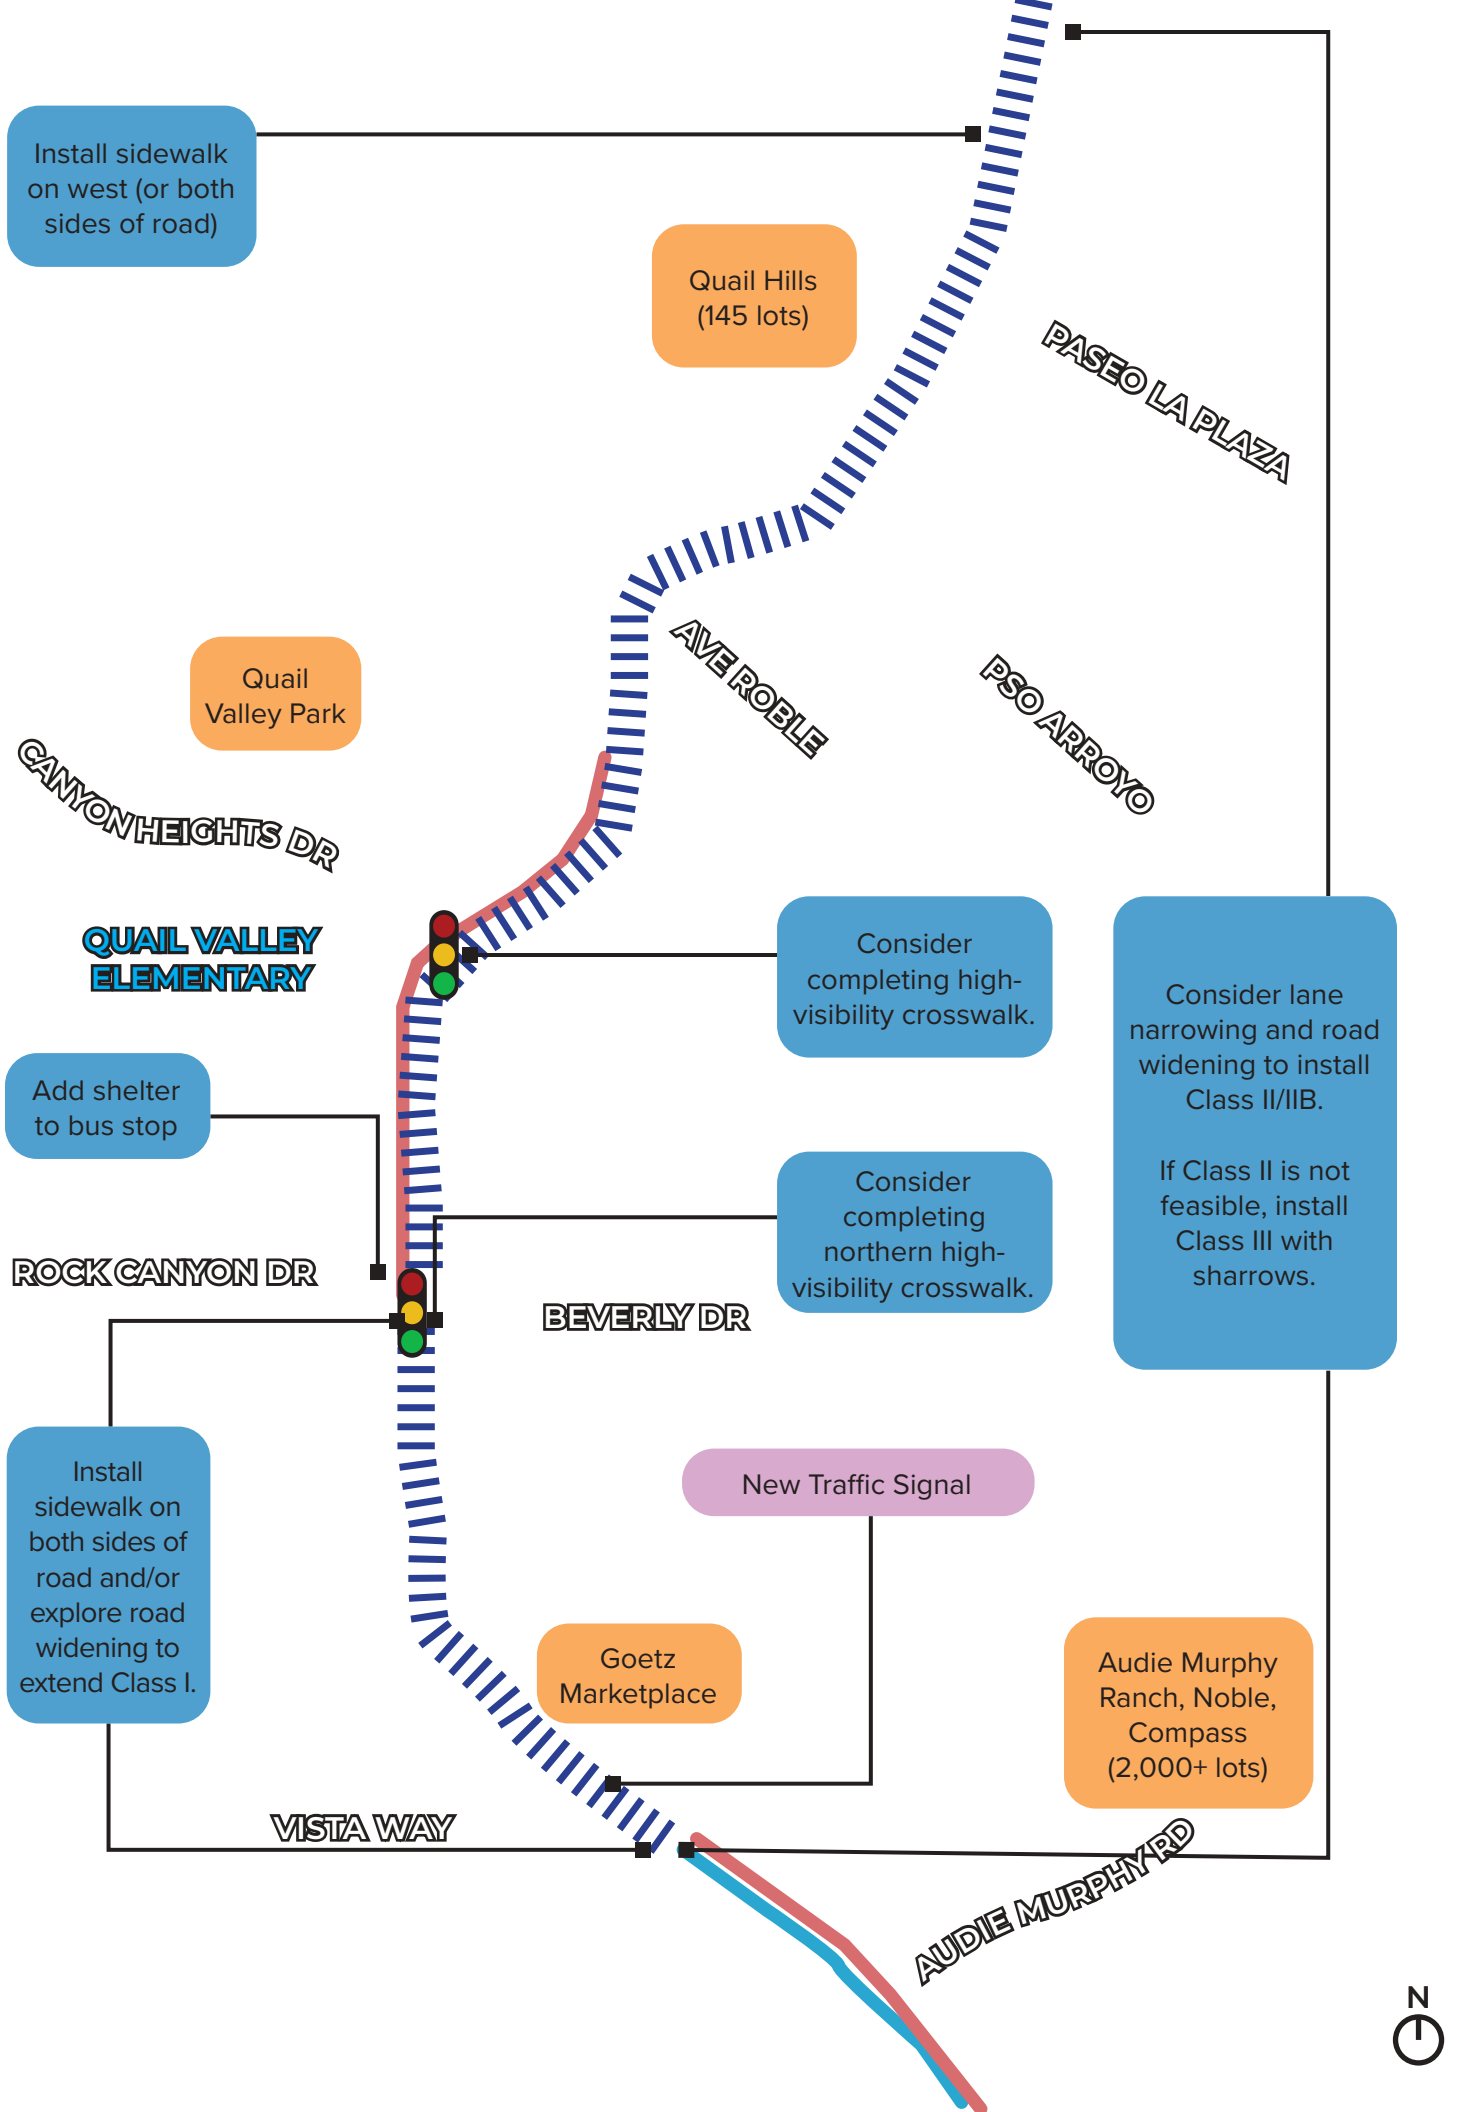 Install sidewalk
on west (or both
sides of road)
Quail Hills
(145 lots)
PASEO LA PLAZA
AVE ROBLE
PSO ARROYO
Quail
Valley Park
CANYON HEIGHTS DR
QUAIL VALLEY
ELEMENTARY
Consider
completing high-
visibility crosswalk.
Consider lane
narrowing and road
widening to install
Class II/IIB.
If Class II is not
feasible, install
Class III with
sharrows.
Add shelter
to bus stop
Consider
completing
northern high-
visibility crosswalk.
ROCK CANYON DR
BEVERLY DR
Install
sidewalk on
both sides of
road and/or
explore road
widening to
extend Class I.
New Traffic Signal
Goetz
Marketplace
Audie Murphy
Ranch, Noble,
Compass
(2,000+ lots)
VISTA WAY
AUDIE MURPHY RD
N